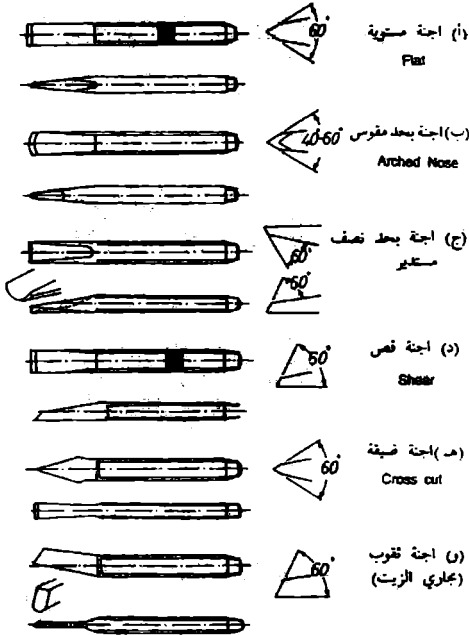 60° (أ) اجنة مستوية
Flat
40-60° (ب) اجنة بحد مقوس
Arched Nose
60° (ج) اجنة بحد نصف
مستدير
60°
60° (د) اجنة قص
Shear
60° (هـ) اجنة ضيقة
Cross cut
60° (و) اجنة ثقوب
(مجاري الزيت)